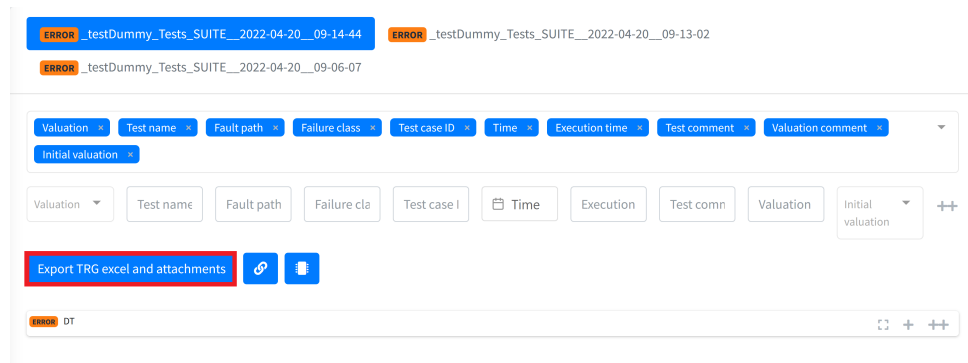 ERROR _testDummy_Tests_SUITE__2022-04-20__09-14-44 ERROR _testDummy_Tests_SUITE__2022-04-20__09-13-02
ERROR _testDummy_Tests_SUITE__2022-04-20__09-06-07
Valuation × Test name × Fault path × Failure class × Test case ID × Time × Execution time × Test comment × Valuation comment ×
Initial valuation ×
Valuation Test name Fault path Failure cla Test case I Time Execution Test comn Valuation Initial
valuation
Export TRG excel and attachments
ERROR DT